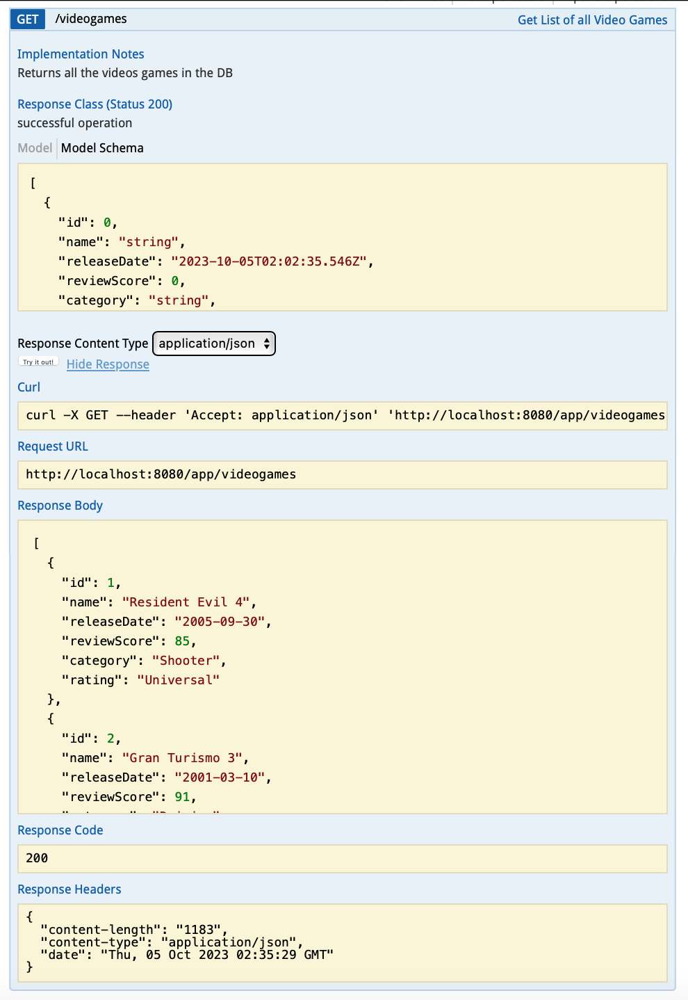 GET /videogames Get List of all Video Games
Implementation Notes
Returns all the videos games in the DB
Response Class (Status 200)
successful operation
Model Model Schema
[
{
"id": 0,
"name": "string",
"releaseDate": "2023-10-05T02:02:35.546Z",
"reviewScore": 0,
"category": "string",
Response Content Type application/json
Try it out! Hide Response
Curl
curl -X GET --header 'Accept: application/json' 'http://localhost:8080/app/videogames
Request URL
http://localhost:8080/app/videogames
Response Body
[
{
"id": 1,
"name": "Resident Evil 4",
"releaseDate": "2005-09-30",
"reviewScore": 85,
"category": "Shooter",
"rating": "Universal"
},
{
"id": 2,
"name": "Gran Turismo 3",
"releaseDate": "2001-03-10",
"reviewScore": 91,
Response Code
200
Response Headers
{
"content-length": "1183",
"content-type": "application/json",
"date": "Thu, 05 Oct 2023 02:35:29 GMT"
}